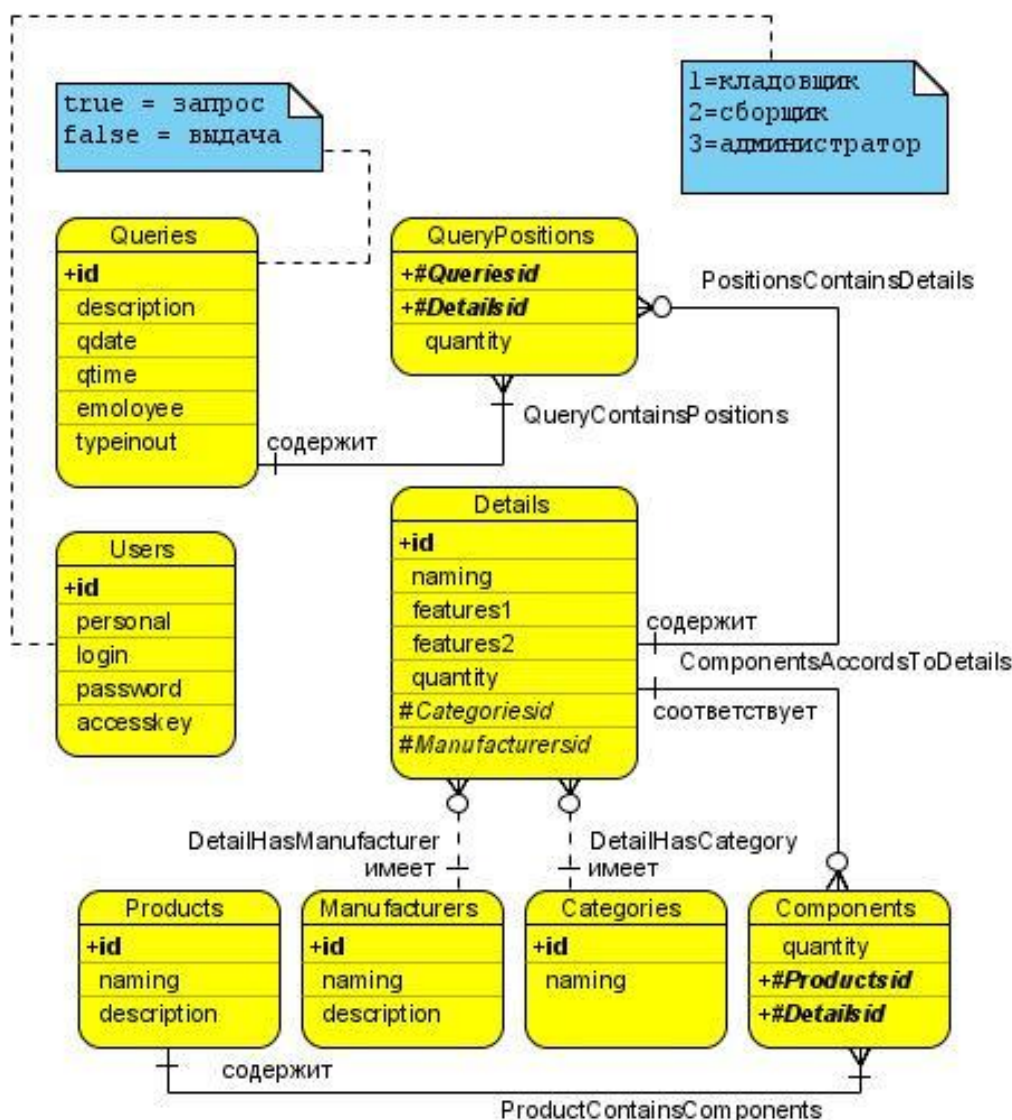 true = запрос
false = выдача
1=кладовщик
2=сборщик
3=администратор
Queries
+id
description
qdate
qtime
emoloyee
typeinout
QueryPositions
+#Queriesid
+#Detailsid
quantity
PositionsContainsDetails
QueryContainsPositions
содержит
Users
+id
personal
login
password
accesskey
Details
+id
naming
features1
features2
quantity
#Categoriesid
#Manufacturersid
содержит
ComponentsAccordsToDetails
соответствует
DetailHasManufacturer
имеет
DetailHasCategory
имеет
Products
+id
naming
description
Manufacturers
+id
naming
description
Categories
+id
naming
Components
quantity
+#Productsid
+#Detailsid
содержит
ProductContainsComponents